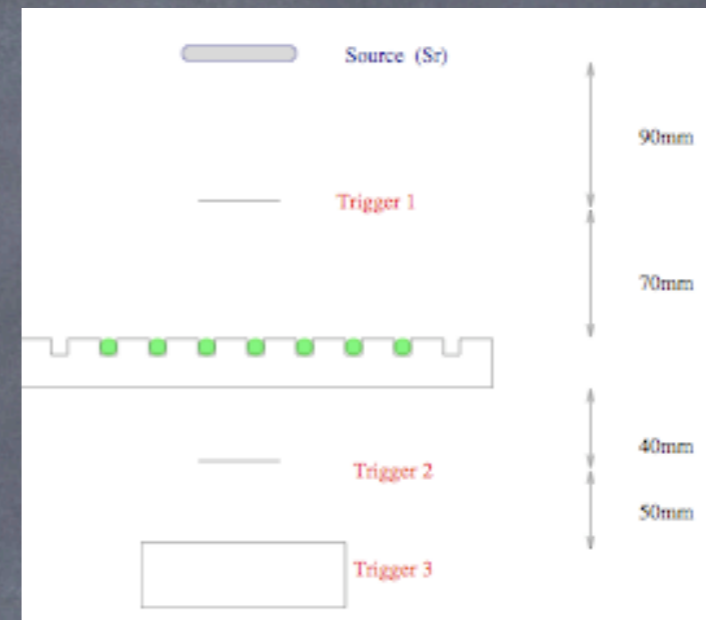 Source (Sr)
90mm
Trigger 1
70mm
40mm
Trigger 2
50mm
Trigger 3